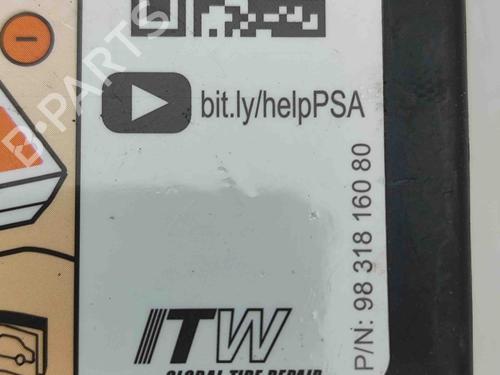 bit.ly/helpPSA
P/N: 98 318 160 80
ITW
GLOBAL TIRE REPAIR
B-PARTS